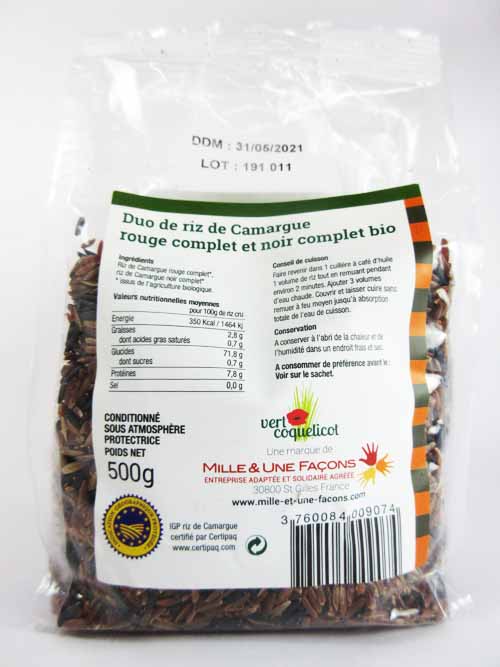 DDM : 31/05/2021
LOT : 191 011
Duo de riz de Camargue
rouge complet et noir complet bio
Ingrédients
Riz de Camargue rouge complet*,
riz de Camargue noir complet*
* issus de l'agriculture biologique.
Valeurs nutritionnelles moyennes
pour 100g de riz cru
Energie 350 Kcal / 1464 kj
Graisses 2,8 g
dont acides gras saturés 0,7 g
Glucides 71,8 g
dont sucres 0,7 g
Protéines 7,8 g
Sel 0,0 g
Conseil de cuisson
Faire revenir dans 1 cuillère à café d'huile
1 volume de riz tout en remuant pendant
environ 2 minutes. Ajouter 3 volumes
d'eau chaude. Couvrir et laisser cuire sans
remuer à feu moyen jusqu'à absorption
totale de l'eau de cuisson.
Conservation
A conserver à l'abri de la chaleur et de
l'humidité dans un endroit frais et sec.
A consommer de préférence avant le :
Voir sur le sachet.
CONDITIONNÉ
SOUS ATMOSPHÈRE
PROTECTRICE
POIDS NET
500g
vert
coquelicot
Une marque de
MILLE & UNE FAÇONS
ENTREPRISE ADAPTÉE ET SOLIDAIRE AGRÉÉE
30800 St Gilles France
www.mille-et-une-facons.com
IGP riz de Camargue
certifié par Certipaq
www.certipaq.com
3 760084 009074